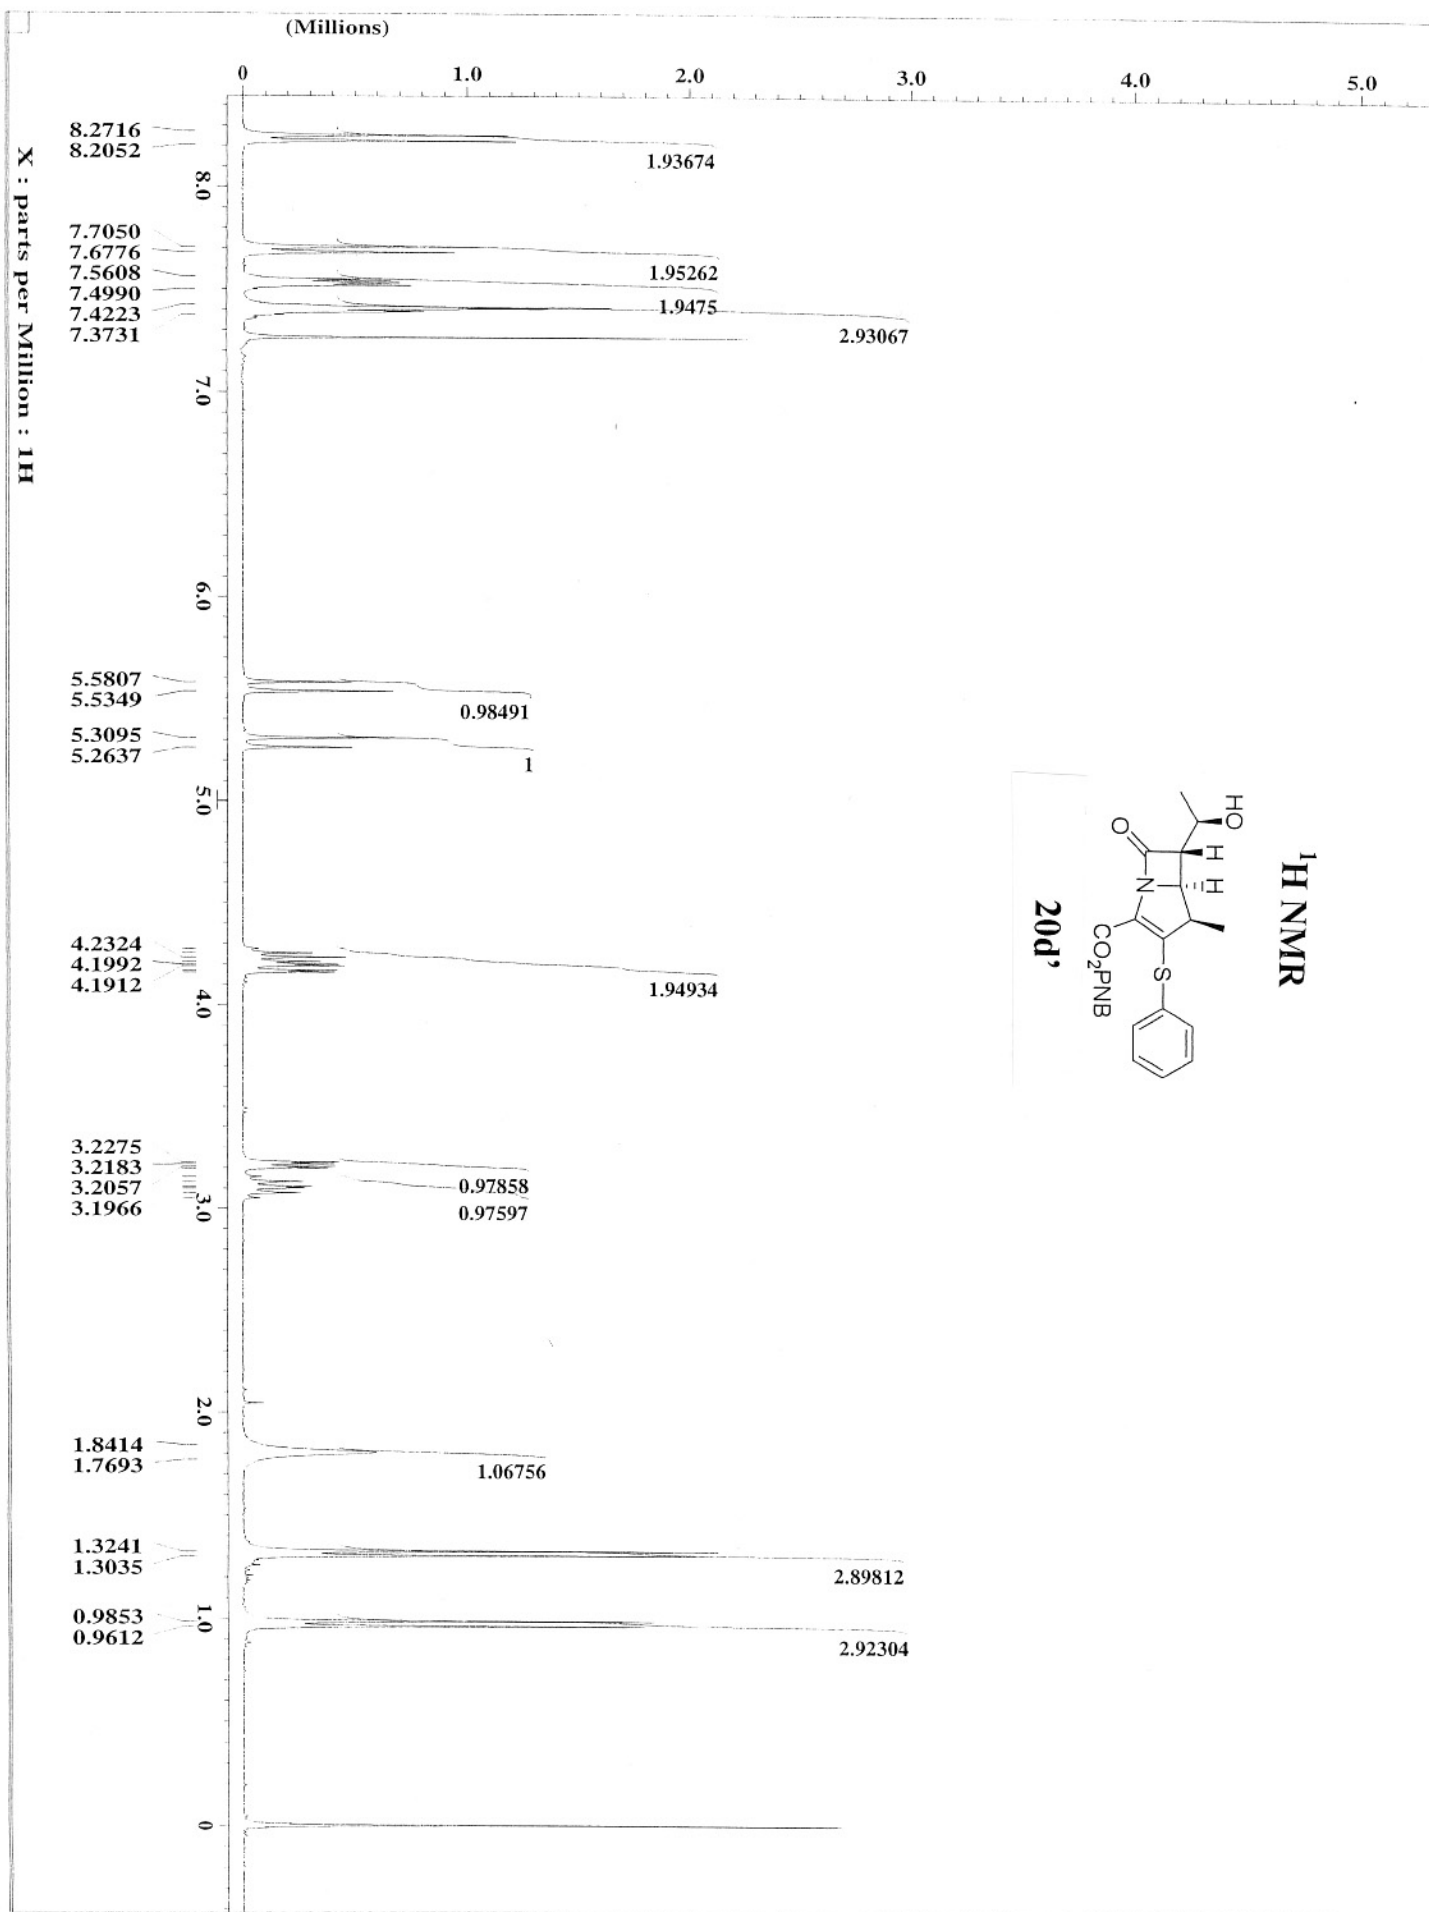 (Millions)
0 1.0 2.0 3.0 4.0 5.0
8.2716
8.2052
7.7050
7.6776
7.5608
7.4990
7.4223
7.3731
5.5807
5.5349
5.3095
5.2637
4.2324
4.1992
4.1912
3.2275
3.2183
3.2057
3.1966
1.8414
1.7693
1.3241
1.3035
0.9853
0.9612
1.93674
1.95262
1.9475
2.93067
0.98491
1
1.94934
0.97858
0.97597
1.06756
2.89812
2.92304
8.0 7.0 6.0 5.0 4.0 3.0 2.0 1.0 0
X : parts per Million : 1H
¹H NMR
HO
H
H
O
N
S
CO₂PNB
20d’